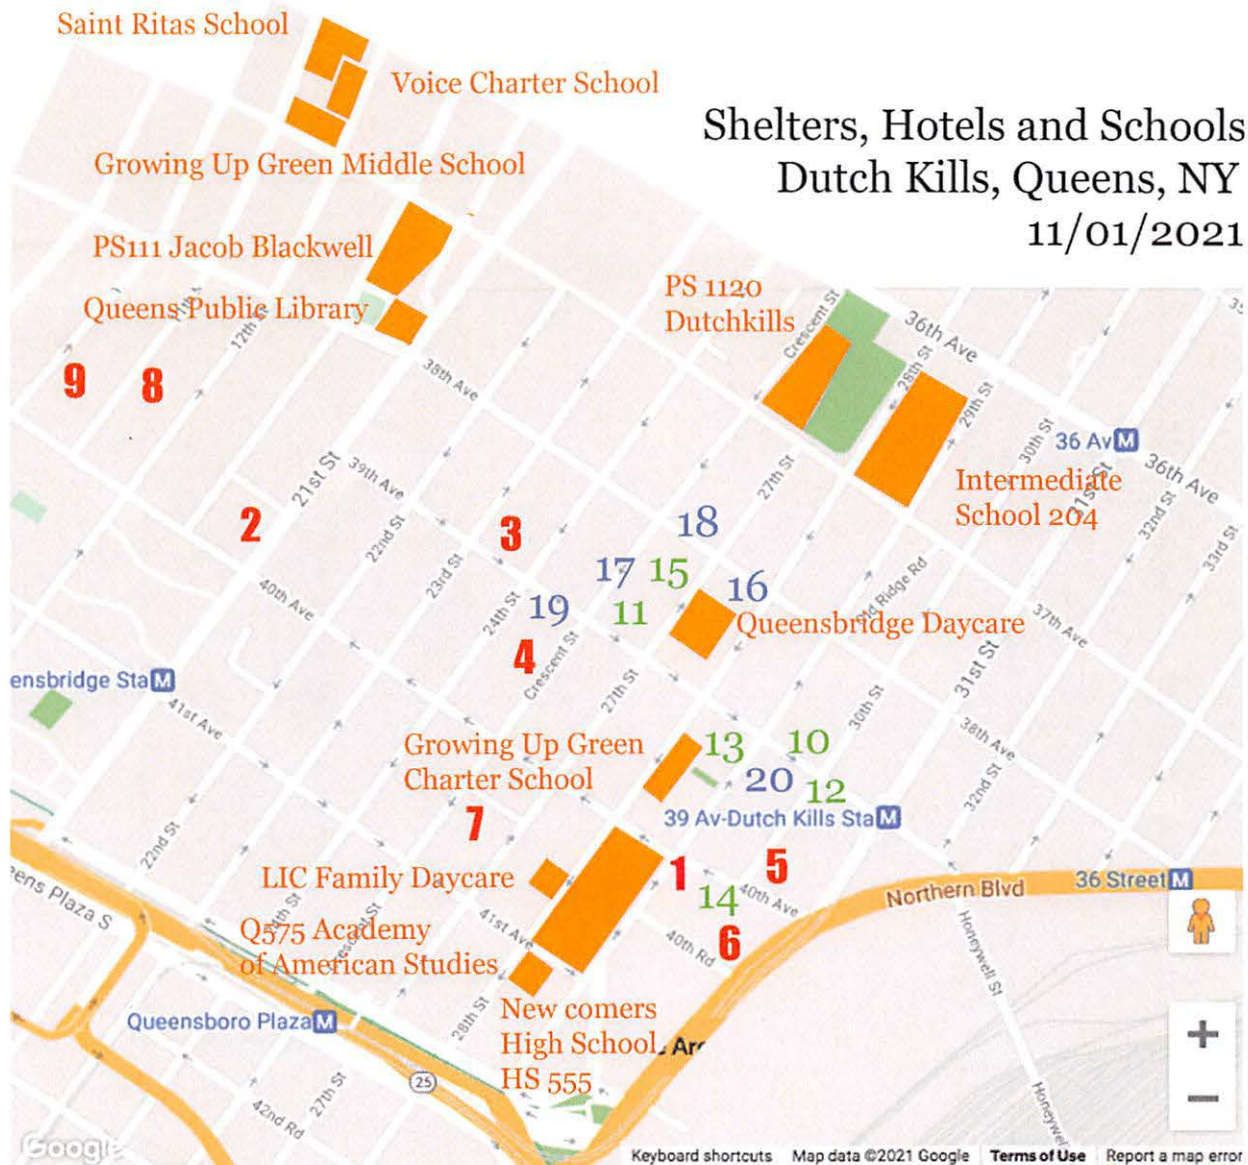 Saint Ritas School
Voice Charter School
Shelters, Hotels and Schools
Dutch Kills, Queens, NY
11/01/2021
Growing Up Green Middle School
PS111 Jacob Blackwell
Queens Public Library
12th
PS 1120
Dutchkills
Crescent St
36th Ave
28th St
29th St
30th St
36 Av M
36th Ave
31st St
32nd St
33rd St
Intermediate
School 204
9
8
38th Ave
21st St
39th Ave
27th St
2
3
22nd St
23rd St
24th St
40th Ave
18
17
15
16
19
11
4
Crescent St
27th St
Queensbridge Daycare
Old Ridge Rd
37th Ave
31st St
30th St
38th Ave
32nd St
ensbridge Sta M
41st Ave
Growing Up Green
Charter School
13
10
20
12
39 Av-Dutch Kills Sta M
7
22nd St
LIC Family Daycare
1
5
14
40th Ave
6
40th Rd
Northern Blvd
36 Street M
eens Plaza S
24th St
Crescent St
41st Ave
Q575 Academy
of American Studies
Honeywell St
Queensboro Plaza M
28th St
New comers
High School,
HS 555
25
27th St
42nd Rd
+
−
Google
Keyboard shortcuts
Map data ©2021 Google
Terms of Use
Report a map error